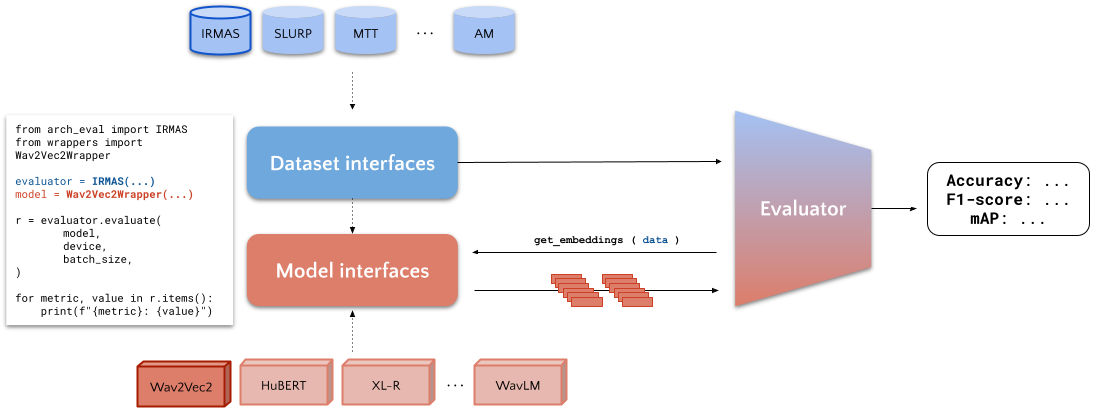 IRMAS
SLURP
MTT
...
AM
from arch_eval import IRMAS
from wrappers import
Wav2Vec2Wrapper
evaluator = IRMAS(...)
model = Wav2Vec2Wrapper(...)
r = evaluator.evaluate(
model,
device,
batch_size,
)
for metric, value in r.items():
print(f"{metric}: {value}")
Dataset interfaces
Model interfaces
get_embeddings ( data )
Evaluator
Accuracy: ...
F1-score: ...
mAP: ...
Wav2Vec2
HuBERT
XL-R
...
WavLM